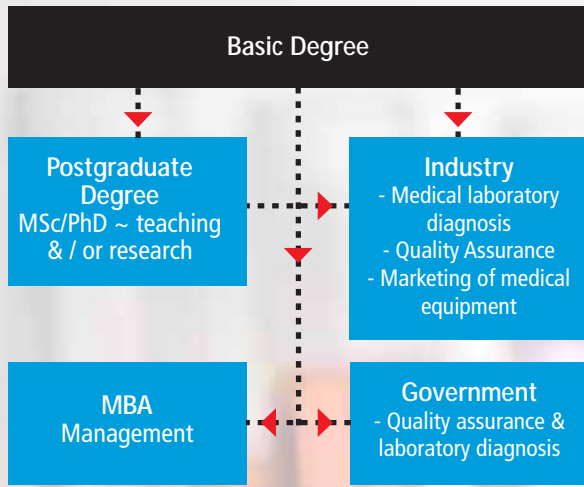 Basic Degree
Postgraduate
Degree
MSc/PhD ~ teaching
& / or research
Industry
- Medical laboratory
diagnosis
- Quality Assurance
- Marketing of medical
equipment
MBA
Management
Government
- Quality assurance &
laboratory diagnosis